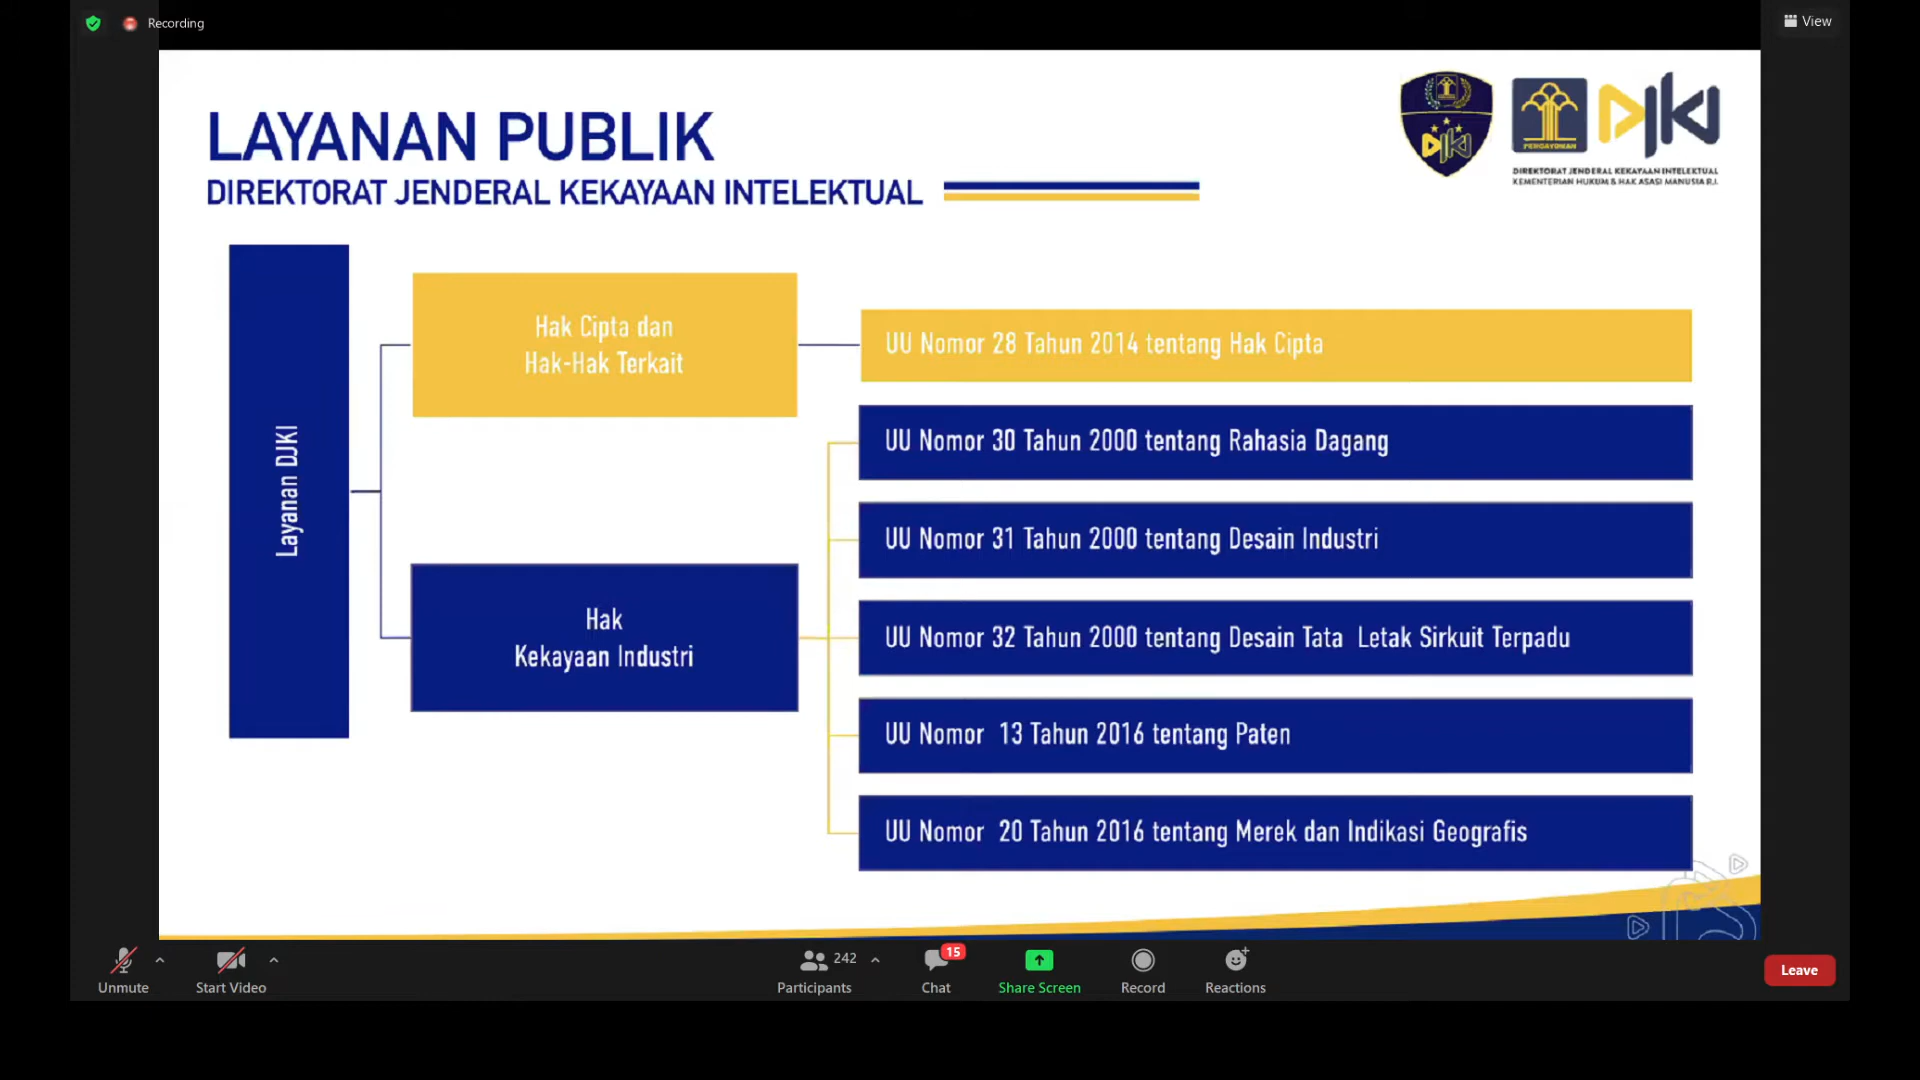 Recording
View
LAYANAN PUBLIK
DIREKTORAT JENDERAL KEKAYAAN INTELEKTUAL
DJKI
PENGAYOMAN
DJKI
DIREKTORAT JENDERAL KEKAYAAN INTELEKTUAL
KEMENTERIAN HUKUM & HAK ASASI MANUSIA R.I.
Layanan DJKI
Hak Cipta dan
Hak-Hak Terkait
UU Nomor 28 Tahun 2014 tentang Hak Cipta
Hak
Kekayaan Industri
UU Nomor 30 Tahun 2000 tentang Rahasia Dagang
UU Nomor 31 Tahun 2000 tentang Desain Industri
UU Nomor 32 Tahun 2000 tentang Desain Tata Letak Sirkuit Terpadu
UU Nomor 13 Tahun 2016 tentang Paten
UU Nomor 20 Tahun 2016 tentang Merek dan Indikasi Geografis
Unmute
Start Video
242
Participants
15
Chat
Share Screen
Record
Reactions
Leave